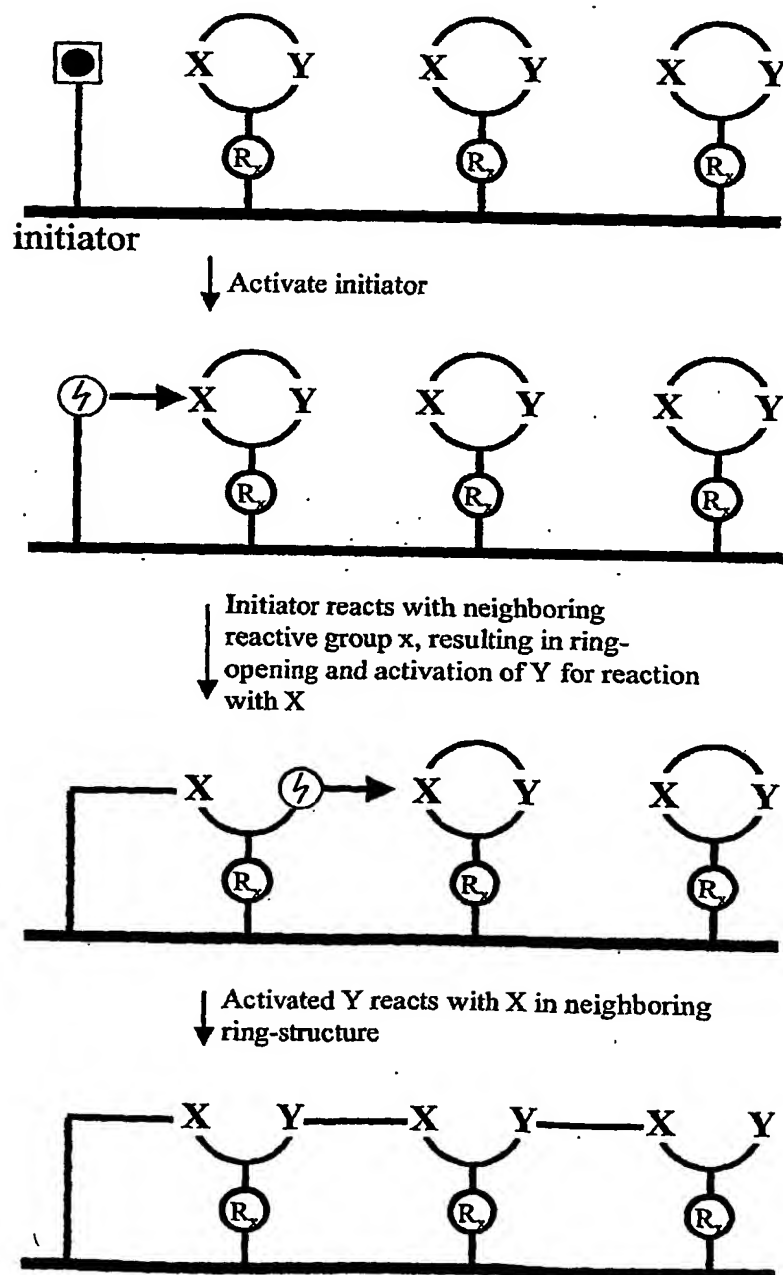 X Y X Y X Y
Rx Rx Rx
initiator
Activate initiator
X Y X Y X Y
Rx Rx Rx
Initiator reacts with neighboring
reactive group x, resulting in ring-
opening and activation of Y for reaction
with X
X X Y X Y
Rx Rx Rx
Activated Y reacts with X in neighboring
ring-structure
X Y X Y X Y
Rx Rx Rx